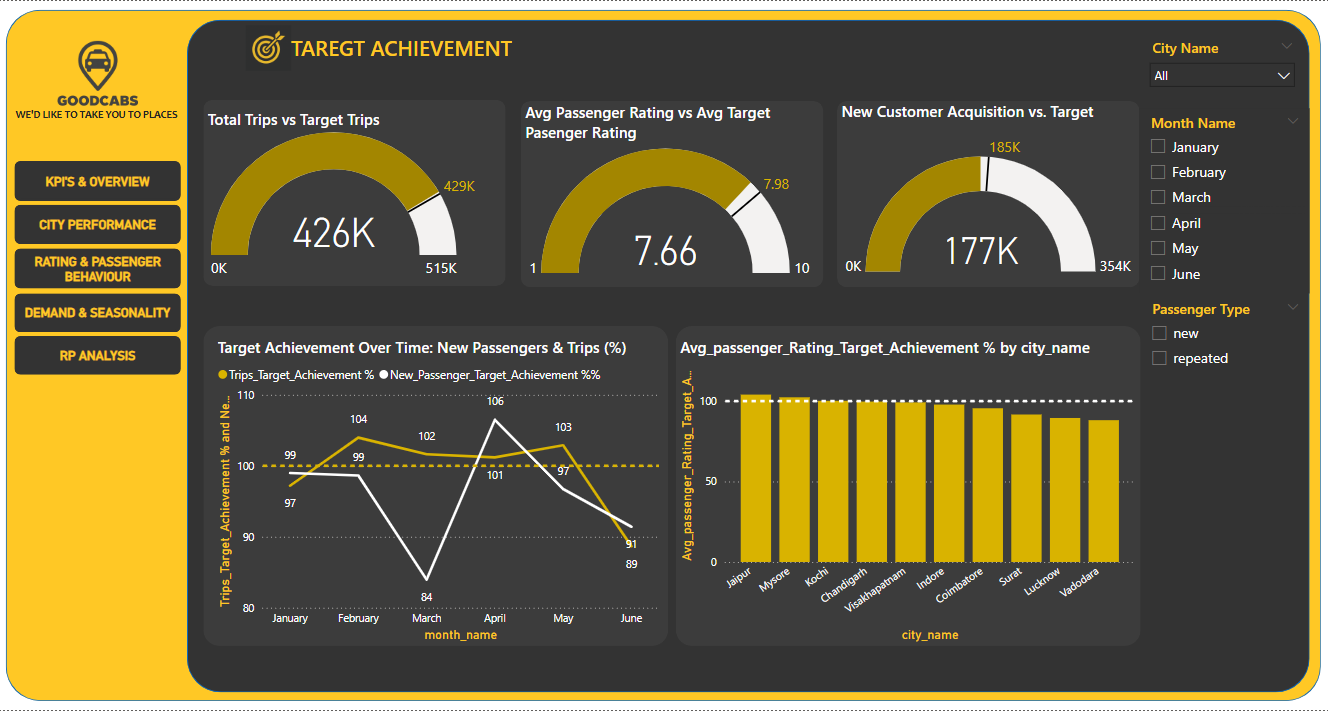 GOODCABS
WE'D LIKE TO TAKE YOU TO PLACES
KPI'S & OVERVIEW
CITY PERFORMANCE
RATING & PASSENGER
BEHAVIOUR
DEMAND & SEASONALITY
RP ANALYSIS
TAREGT ACHIEVEMENT
Total Trips vs Target Trips
429K
426K
0K
515K
Avg Passenger Rating vs Avg Target
Pasenger Rating
7.98
7.66
1
10
New Customer Acquisition vs. Target
185K
177K
0K
354K
Target Achievement Over Time: New Passengers & Trips (%)
Trips_Target_Achievement %
New_Passenger_Target_Achievement %%
Trips_Target_Achievement % and Ne...
110
100
90
80
99
97
104
99
102
84
106
101
103
97
91
89
January
February
March
April
May
June
month_name
Avg_passenger_Rating_Target_Achievement % by city_name
Avg_passenger_Rating_Target_A...
100
50
0
Jaipur
Mysore
Kochi
Chandigarh
Visakhapatnam
Indore
Coimbatore
Surat
Lucknow
Vadodara
city_name
City Name
All
Month Name
January
February
March
April
May
June
Passenger Type
new
repeated